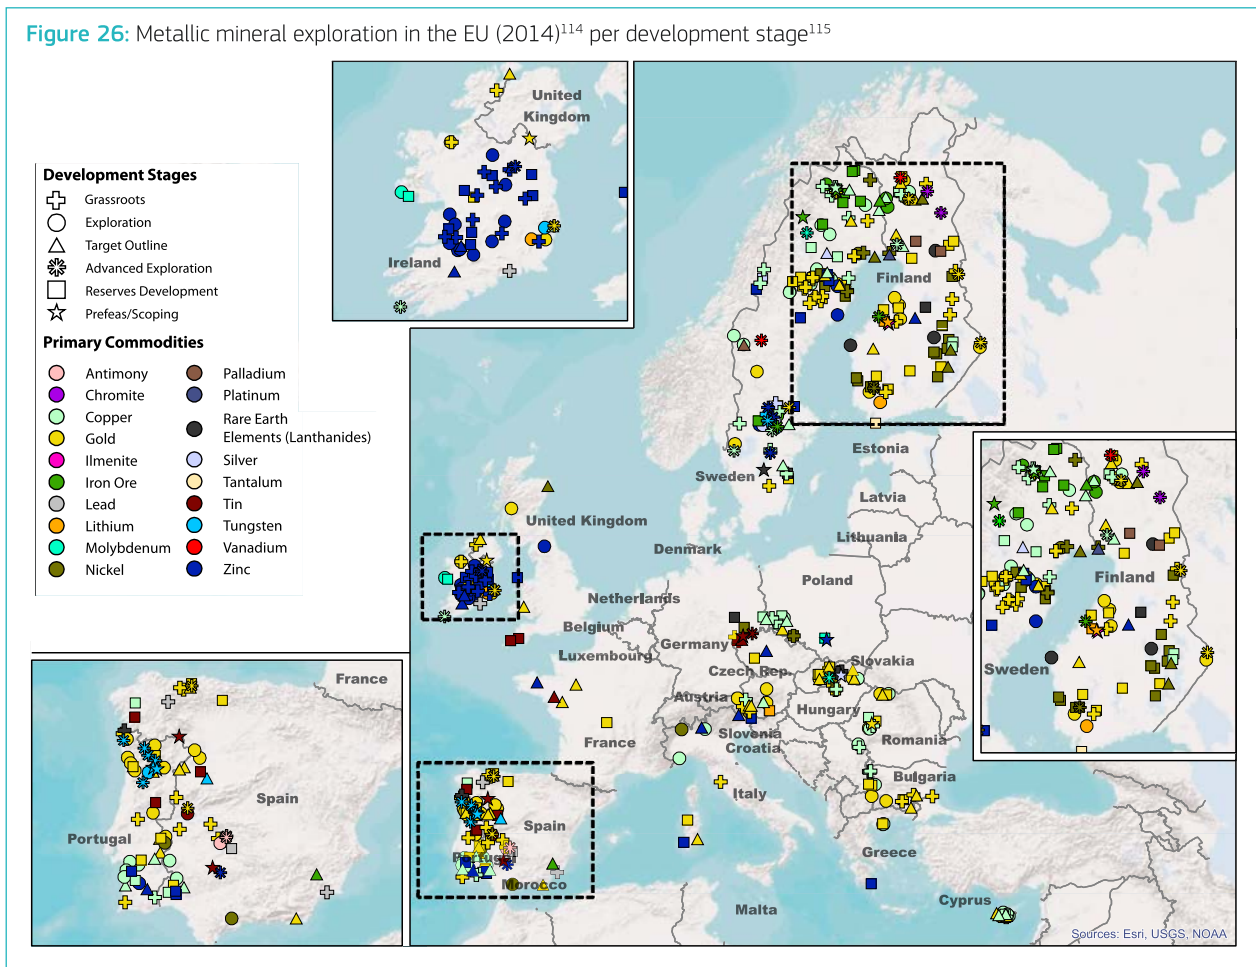 Figure 26: Metallic mineral exploration in the EU (2014)114 per development stage115
United
Kingdom
Ireland
Development Stages
Grassroots
Exploration
Target Outline
Advanced Exploration
Reserves Development
Prefeas/Scoping
Primary Commodities
Antimony
Chromite
Copper
Gold
Ilmenite
Iron Ore
Lead
Lithium
Molybdenum
Nickel
Palladium
Platinum
Rare Earth
Elements (Lanthanides)
Silver
Tantalum
Tin
Tungsten
Vanadium
Zinc
Finland
Sweden
Estonia
Latvia
Lithuania
United Kingdom
Denmark
Netherlands
Poland
Belgium
Germany
Luxembourg
Czech Rep.
Slovakia
Austria
Hungary
Slovenia
Croatia
France
Romania
Bulgaria
Italy
Spain
Portugal
Greece
Morocco
Malta
Cyprus
Finland
Sweden
France
Spain
Portugal
Sources: Esri, USGS, NOAA